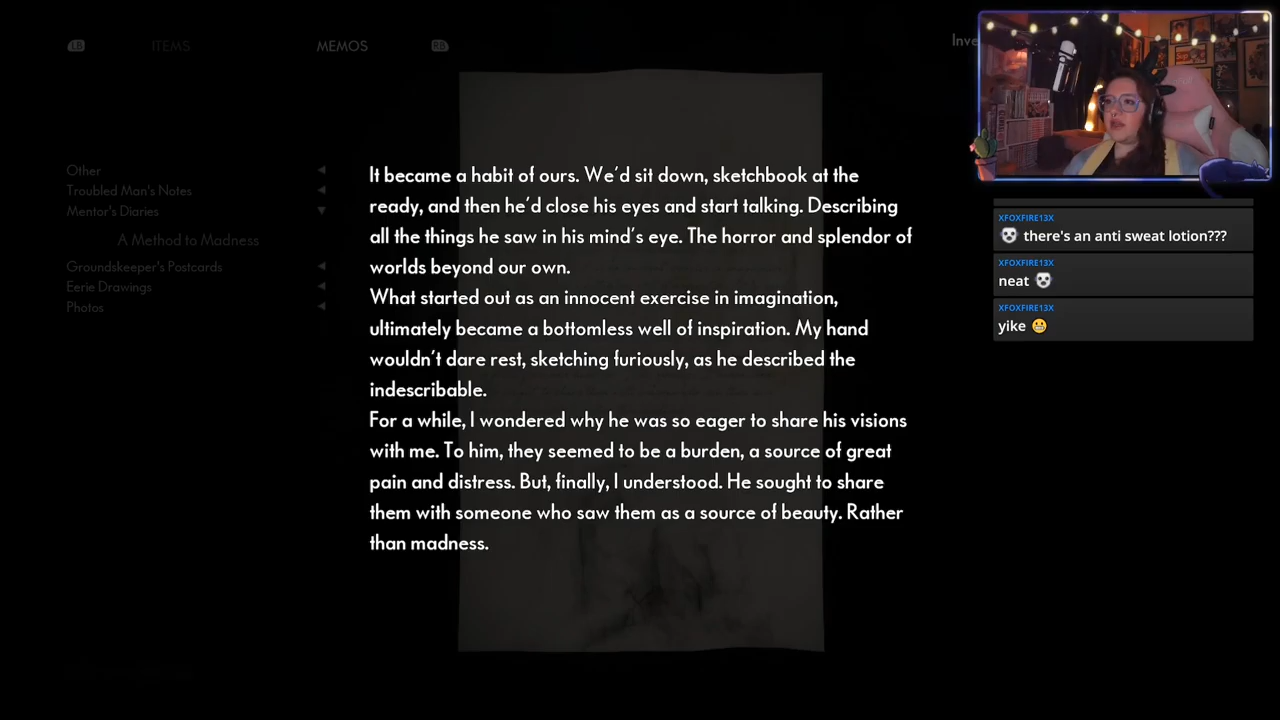 LB
ITEMS
MEMOS
RB
Inve
Other
Troubled Man's Notes
Mentor's Diaries
A Method to Madness
Groundskeeper's Postcards
Eerie Drawings
Photos
It became a habit of ours. We'd sit down, sketchbook at the
ready, and then he'd close his eyes and start talking. Describing
all the things he saw in his mind's eye. The horror and splendor of
worlds beyond our own.
What started out as an innocent exercise in imagination,
ultimately became a bottomless well of inspiration. My hand
wouldn't dare rest, sketching furiously, as he described the
indescribable.
For a while, I wondered why he was so eager to share his visions
with me. To him, they seemed to be a burden, a source of great
pain and distress. But, finally, I understood. He sought to share
them with someone who saw them as a source of beauty. Rather
than madness.
XFOXFIRE13X
there's an anti sweat lotion???
XFOXFIRE13X
neat
XFOXFIRE13X
yike